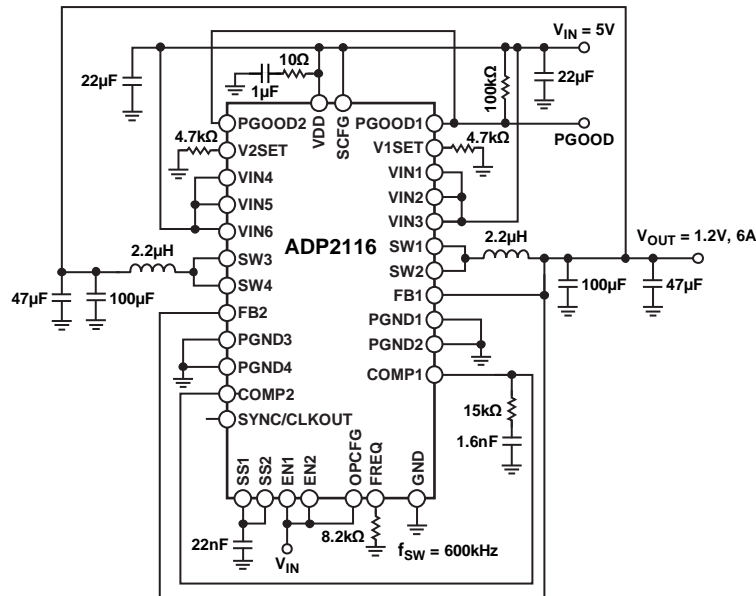 V_IN = 5V
22µF
1µF
10Ω
100kΩ
22µF
PGOOD
PGOOD2
VDD
SCFG
PGOOD1
4.7kΩ
V2SET
V1SET
4.7kΩ
VIN4
VIN1
VIN5
VIN2
VIN6
VIN3
ADP2116
V_OUT = 1.2V, 6A
2.2µH
SW3
SW1
2.2µH
SW4
SW2
47µF
100µF
FB2
FB1
100µF
47µF
PGND3
PGND1
PGND4
PGND2
COMP2
COMP1
SYNC/CLKOUT
15kΩ
1.6nF
SS1
SS2
EN1
EN2
OPCFG
FREQ
GND
22nF
V_IN
8.2kΩ
f_SW = 600kHz